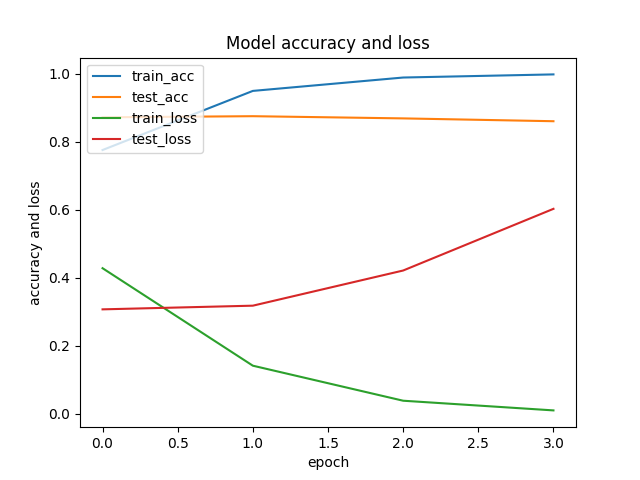 Model accuracy and loss
train_acc
test_acc
train_loss
test_loss
accuracy and loss
1.0
0.8
0.6
0.4
0.2
0.0
0.0 0.5 1.0 1.5 2.0 2.5 3.0
epoch